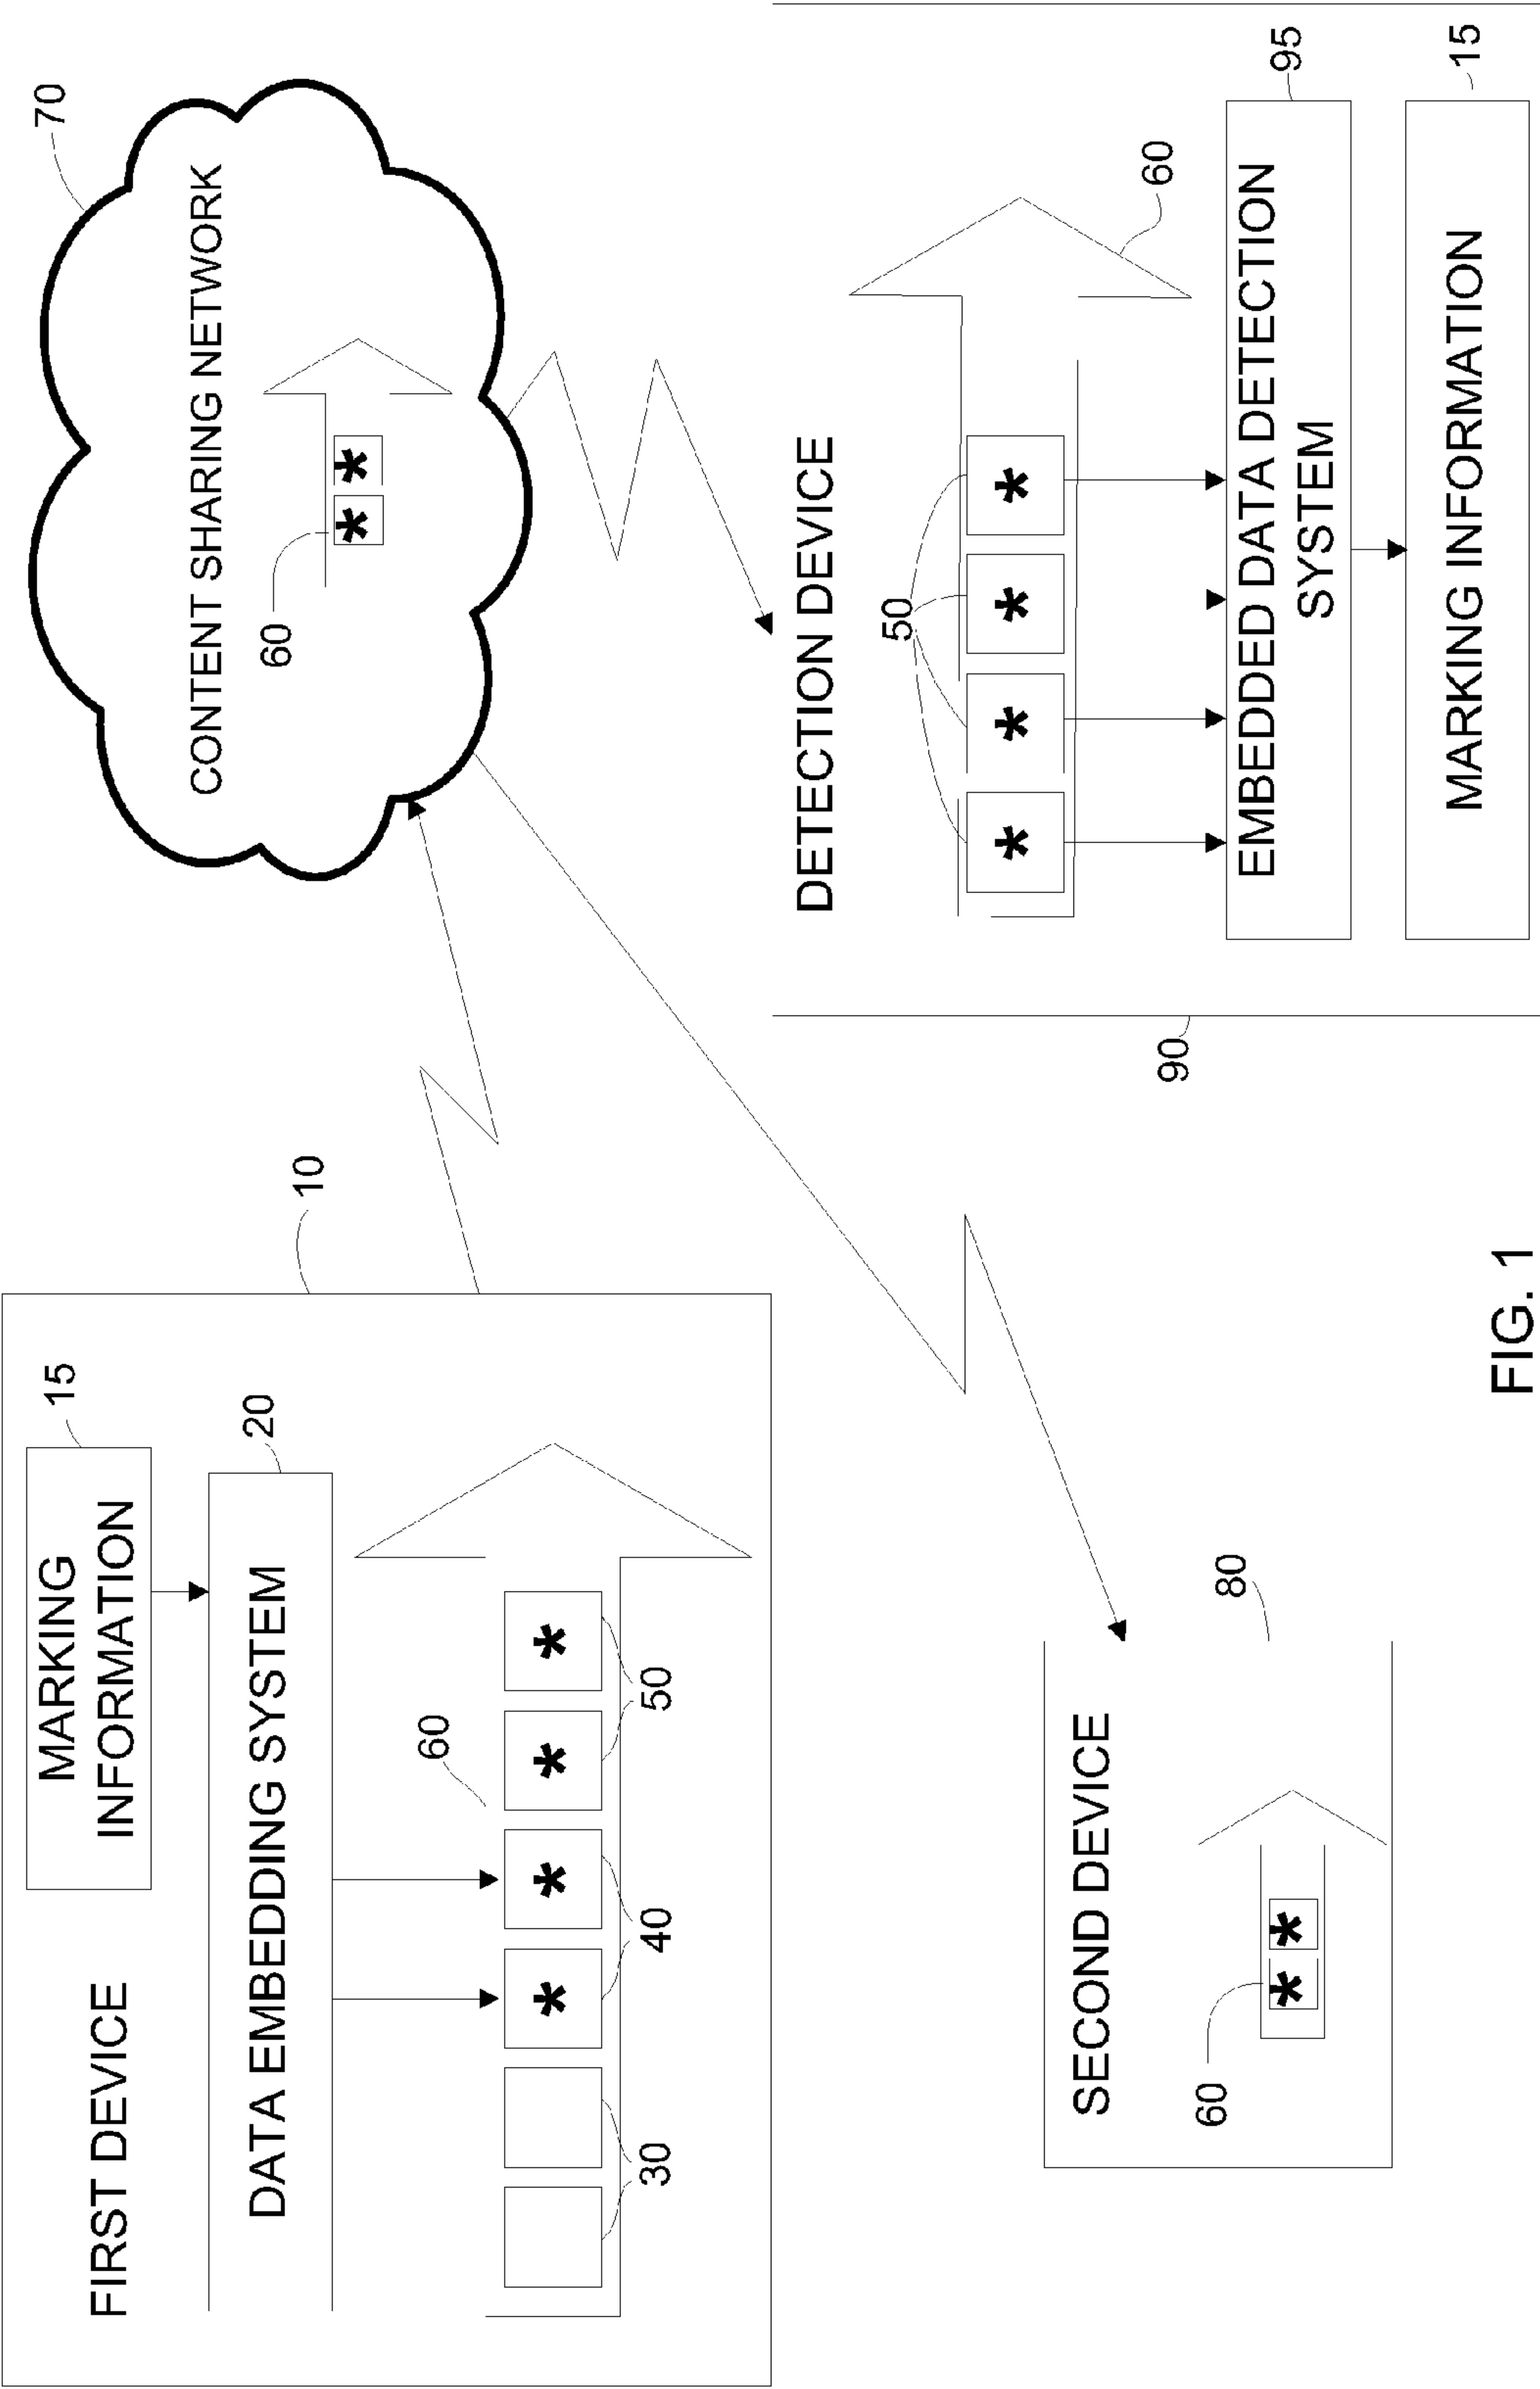 FIRST DEVICE
MARKING
INFORMATION
15
DATA EMBEDDING SYSTEM
20
10
60
* * * *
30
40
50
70
CONTENT SHARING NETWORK
60
* *
SECOND DEVICE
80
60
* *
DETECTION DEVICE
50
* * * *
60
EMBEDDED DATA DETECTION
SYSTEM
95
MARKING INFORMATION
15
90
FIG. 1